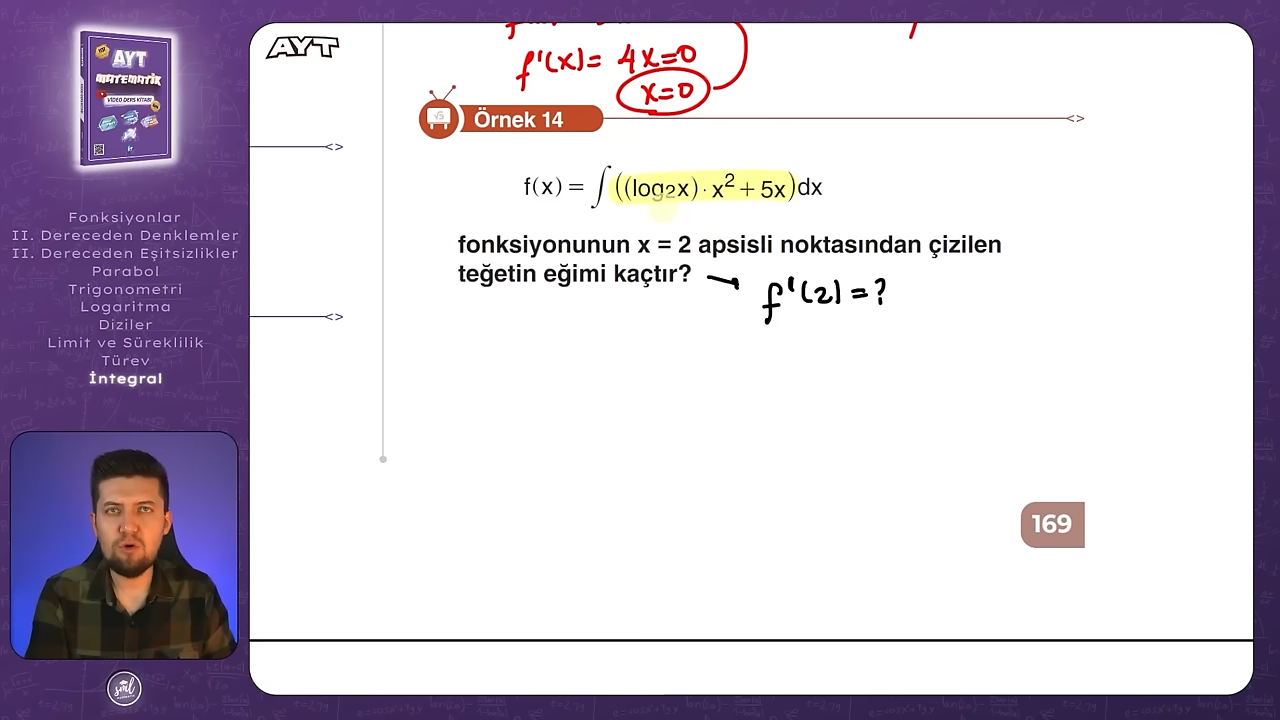 AYT
AYT
MATEMATİK
VİDEO DERS KİTABI
Fonksiyonlar
II. Dereceden Denklemler
II. Dereceden Eşitsizlikler
Parabol
Trigonometri
Logaritma
Diziler
Limit ve Süreklilik
Türev
İntegral
f'(x) = 4x=0
x=0
Örnek 14
f(x) = ∫((log₂x) · x² + 5x)dx
fonksiyonunun x = 2 apsisli noktasından çizilen
teğetin eğimi kaçtır?
f'(2) = ?
169
sml